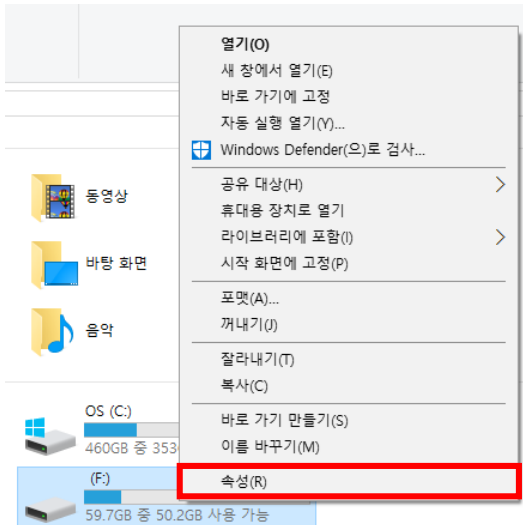 열기(O)
새 창에서 열기(E)
바로 가기에 고정
자동 실행 열기(Y)...
Windows Defender(으)로 검사...
공유 대상(H)
휴대용 장치로 열기
라이브러리에 포함(I)
시작 화면에 고정(P)
포맷(A)...
꺼내기(J)
잘라내기(T)
복사(C)
바로 가기 만들기(S)
이름 바꾸기(M)
속성(R)
동영상
바탕 화면
음악
OS (C:)
460GB 중 353
(F:)
59.7GB 중 50.2GB 사용 가능